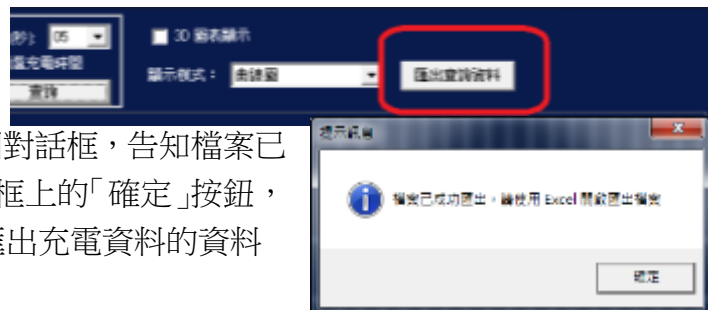 秒): 05
3D 圖表顯示
充電時間
顯示模式： 曲線圖
匯出查詢資料
查詢
提示訊息
對話框，告知檔案已
框上的「確定」按鈕，
匯出充電資料的資料
檔案已成功匯出，請使用 Excel 開啟匯出檔案
確定